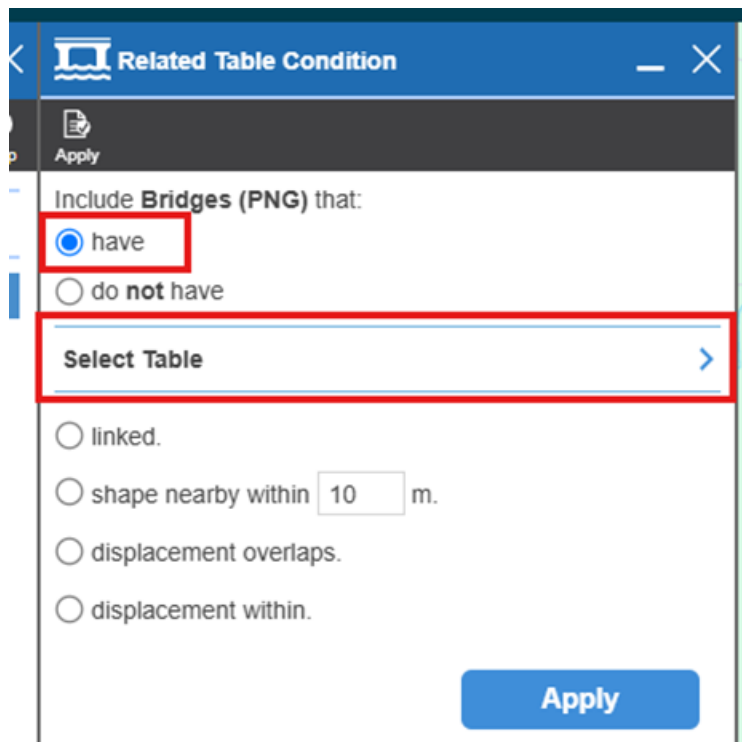 Related Table Condition
Apply
Include Bridges (PNG) that:
have
do not have
Select Table
linked.
shape nearby within 10 m.
displacement overlaps.
displacement within.
Apply